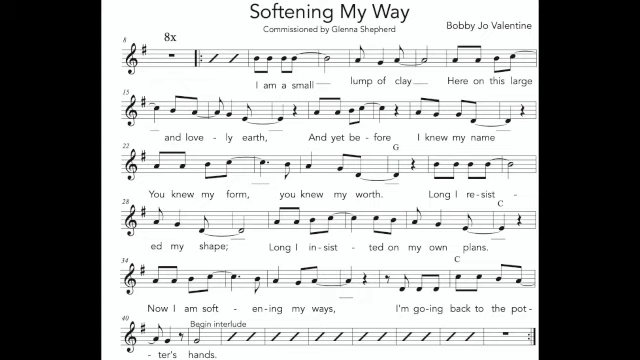 Softening My Way
Commissioned by Glenna Shepherd
Bobby Jo Valentine
8
8x
I am a small lump of clay Here on this large
15
and love - ly earth, And yet be - fore I knew my name
22
G
You knew my form, you knew my worth. Long I re - sist -
28
C
ed my shape; Long I in - sist - ted on my own plans.
34
C
Now I am soft - en - ing my ways, I'm go - ing back to the pot -
40
Begin interlude
- ter's hands.